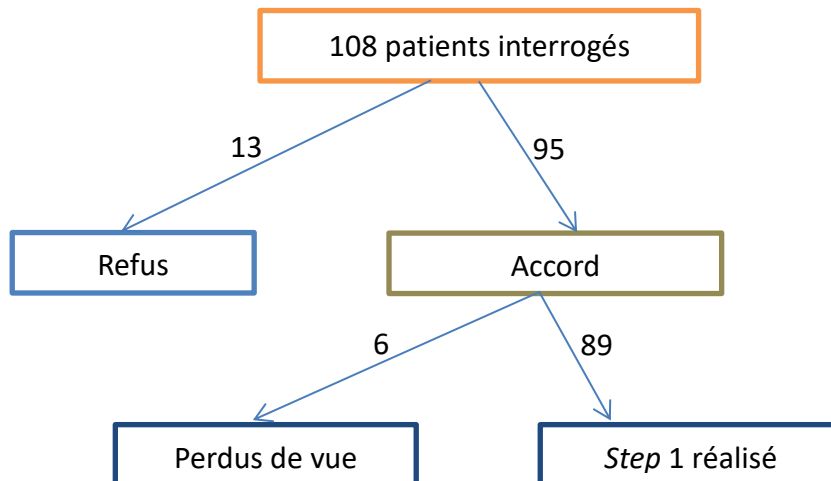 108 patients interrogés
13
95
Refus
Accord
6
89
Perdus de vue
Step 1 réalisé